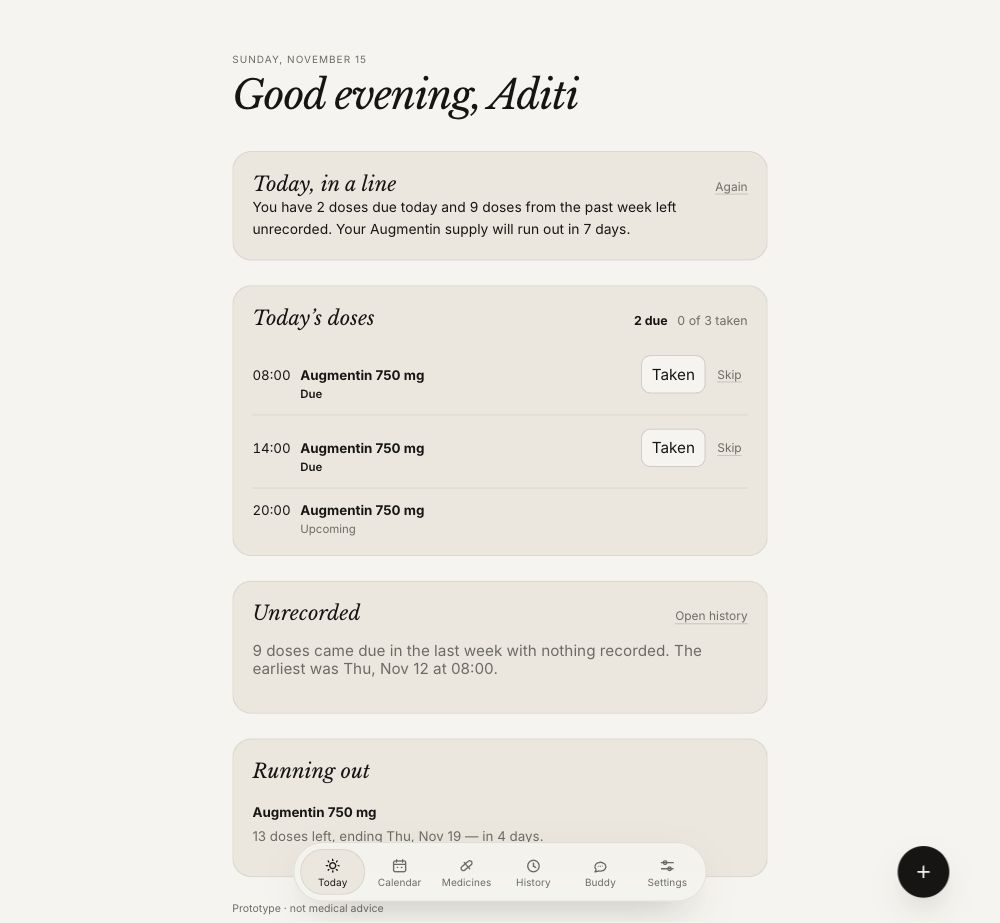 SUNDAY, NOVEMBER 15
Good evening, Aditi
Today, in a line
Again
You have 2 doses due today and 9 doses from the past week left
unrecorded. Your Augmentin supply will run out in 7 days.
Today’s doses
2 due 0 of 3 taken
08:00 Augmentin 750 mg
Due
Taken Skip
14:00 Augmentin 750 mg
Due
Taken Skip
20:00 Augmentin 750 mg
Upcoming
Unrecorded
Open history
9 doses came due in the last week with nothing recorded. The
earliest was Thu, Nov 12 at 08:00.
Running out
Augmentin 750 mg
13 doses left, ending Thu, Nov 19 — in 4 days.
Today Calendar Medicines History Buddy Settings
+
Prototype · not medical advice